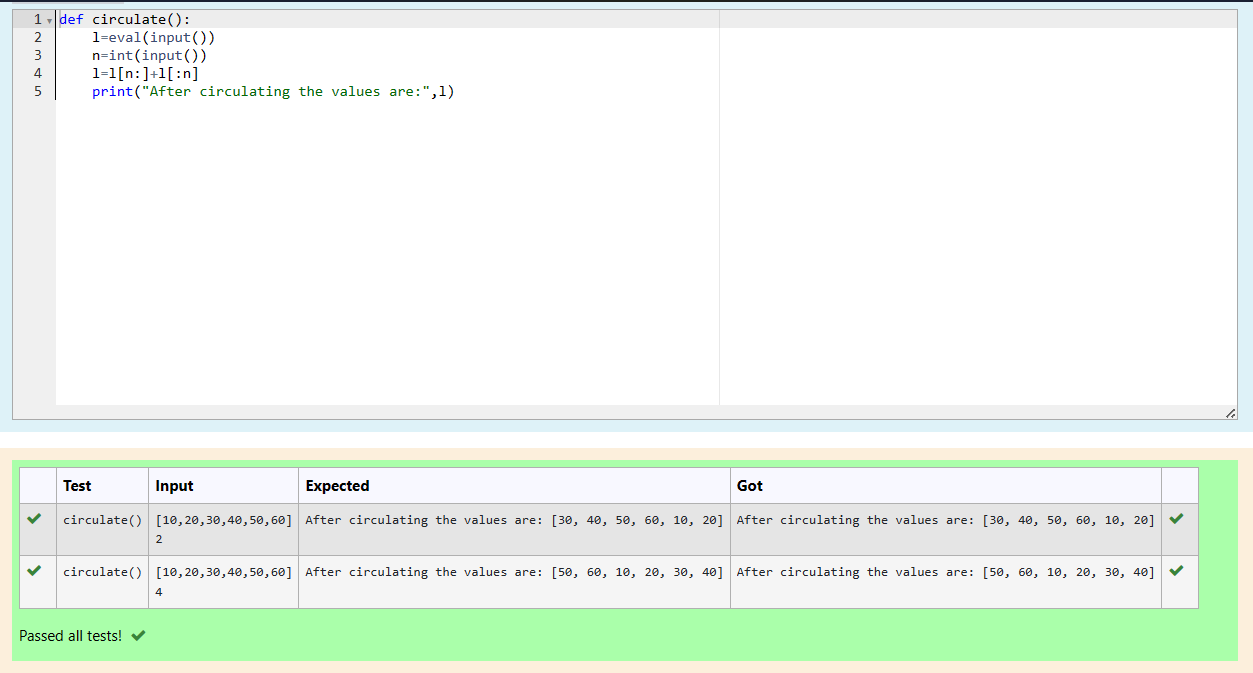 1 def circulate():
2     l=eval(input())
3     n=int(input())
4     l=l[n:]+l[:n]
5     print("After circulating the values are:",l)
Test Input Expected Got
circulate() [10,20,30,40,50,60] After circulating the values are: [30, 40, 50, 60, 10, 20] After circulating the values are: [30, 40, 50, 60, 10, 20]
2
circulate() [10,20,30,40,50,60] After circulating the values are: [50, 60, 10, 20, 30, 40] After circulating the values are: [50, 60, 10, 20, 30, 40]
4
Passed all tests!